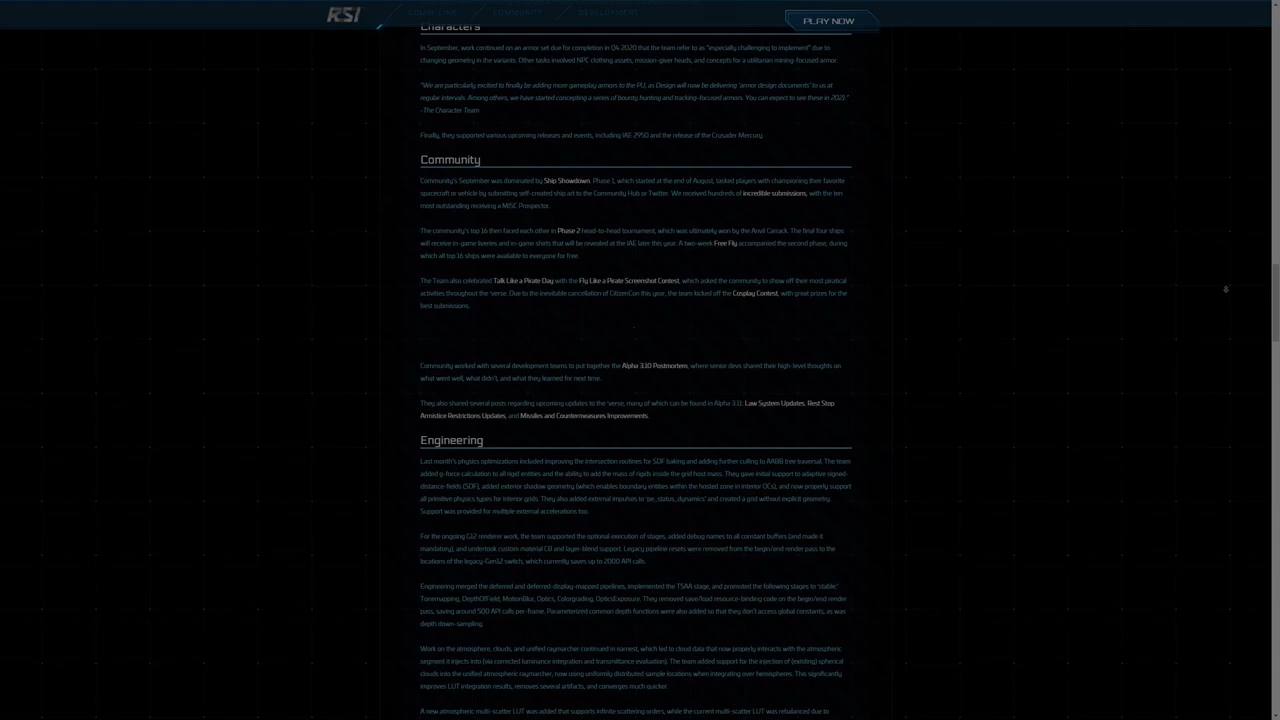 RSI
COMM-LINK
COMMUNITY
DEVELOPMENT
PLAY NOW
Characters
In September, work continued on an armor set due for completion in Q4 2020 that the team refer to as "especially challenging to implement" due to
changing geometry in the variants. Other tasks involved NPC clothing assets, mission-giver heads, and concepts for a utilitarian mining-focused armor.
"We are particularly excited to finally be adding more gameplay armors to the PU, as Design will now be delivering 'armor design documents' to us at
regular intervals. Among others, we have started concepting a series of bounty hunting and tracking-focused armors. You can expect to see these in 2021."
-The Character Team
Finally, they supported various upcoming releases and events, including IAE 2950 and the release of the Crusader Mercury.
Community
Community's September was dominated by Ship Showdown. Phase 1, which started at the end of August, tasked players with championing their favorite
spacecraft or vehicle by submitting self-created ship art to the Community Hub or Twitter. We received hundreds of incredible submissions, with the ten
most outstanding receiving a MISC Prospector.
The community's top 16 then faced each other in Phase 2 head-to-head tournament, which was ultimately won by the Anvil Carrack. The final four ships
will receive in-game liveries and in-game shirts that will be revealed at the IAE later this year. A two-week Free Fly accompanied the second phase, during
which all top 16 ships were available to everyone for free.
The Team also celebrated Talk Like a Pirate Day with the Fly Like a Pirate Screenshot Contest, which asked the community to show off their most piratical
activities throughout the 'verse. Due to the inevitable cancellation of CitizenCon this year, the team kicked off the Cosplay Contest, with great prizes for the
best submissions.
Community worked with several development teams to put together the Alpha 3.10 Postmortem, where senior devs shared their high-level thoughts on
what went well, what didn't, and what they learned for next time.
They also shared several posts regarding upcoming updates to the 'verse, many of which can be found in Alpha 3.11: Law System Updates, Rest Stop
Armistice Restrictions Updates, and Missiles and Countermeasures Improvements.
Engineering
Last month's physics optimizations included improving the intersection routines for SDF baking and adding further culling to AABB tree traversal. The team
added g-force calculation to all rigid entities and the ability to add the mass of rigids inside the grid host mass. They gave initial support to adaptive signed-
distance-fields (SDF), added exterior shadow geometry (which enables boundary entities within the hosted zone in interior OCs), and now properly support
all primitive physics types for interior grids. They also added external impulses to 'pe_status_dynamics' and created a grid without explicit geometry.
Support was provided for multiple external accelerations too.
For the ongoing G12 renderer work, the team supported the optional execution of stages, added debug names to all constant buffers (and made it
mandatory), and undertook custom material CB and layer-blend support. Legacy pipeline resets were removed from the begin/end render pass to the
locations of the legacy-Gen12 switch, which currently saves up to 2000 API calls.
Engineering merged the deferred and deferred-display-mapped pipelines, implemented the TSAA stage, and promoted the following stages to 'stable:'
Tonemapping, DepthOfField, MotionBlur, Optics, Colorgrading, OpticsExposure. They removed save/load resource-binding code on the begin/end render
pass, saving around 500 API calls per-frame. Parameterized common depth functions were also added so that they don't access global constants, as was
depth down-sampling.
Work on the atmosphere, clouds, and unified raymarcher continued in earnest, which led to cloud data that now properly interacts with the atmospheric
segment it injects into (via corrected luminance integration and transmittance evaluation). The team added support for the injection of (existing) spherical
clouds into the unified atmospheric raymarcher, now using uniformly distributed sample locations when integrating over hemispheres. This significantly
improves LUT integration results, removes several artifacts, and converges much quicker.
A new atmospheric multi-scatter LUT was added that supports infinite scattering orders, while the current multi-scatter LUT was rebalanced due to